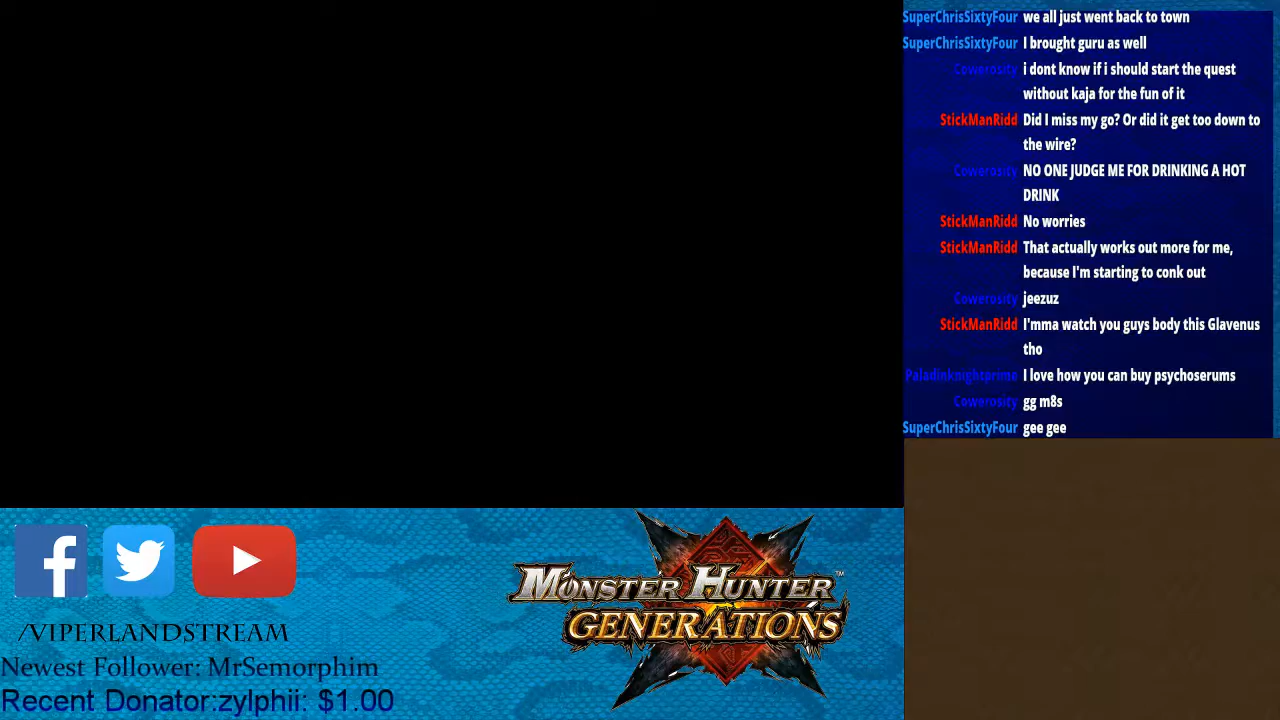 SuperChrisSixtyFour we all just went back to town
SuperChrisSixtyFour I brought guru as well
Cowerosity i dont know if i should start the quest
without kaja for the fun of it
StickManRidd Did I miss my go? Or did it get too down to
the wire?
Cowerosity NO ONE JUDGE ME FOR DRINKING A HOT
DRINK
StickManRidd No worries
StickManRidd That actually works out more for me,
because I'm starting to conk out
Cowerosity jeezuz
StickManRidd I'mma watch you guys body this Glavenus
tho
Paladinknightprime I love how you can buy psychoserums
Cowerosity gg m8s
SuperChrisSixtyFour gee gee
MONSTER HUNTER™
GENERATIONS
/VIPERLANDSTREAM
Newest Follower: MrSemorphim
Recent Donator:zylphii: $1.00